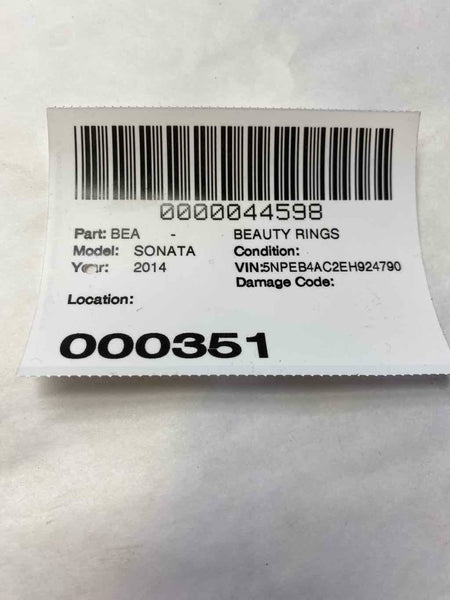 0000044598
Part: BEA - BEAUTY RINGS
Model: SONATA Condition:
Year: 2014 VIN:5NPEB4AC2EH924790
Damage Code:
Location:
000351